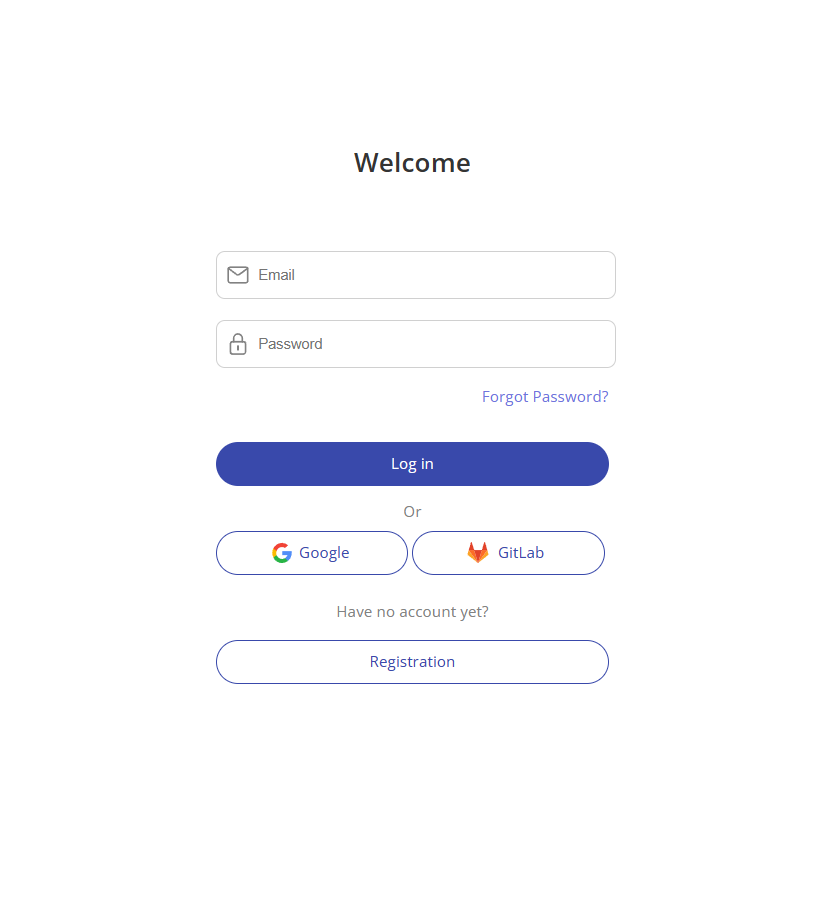 Welcome
Email
Password
Forgot Password?
Log in
Or
Google GitLab
Have no account yet?
Registration